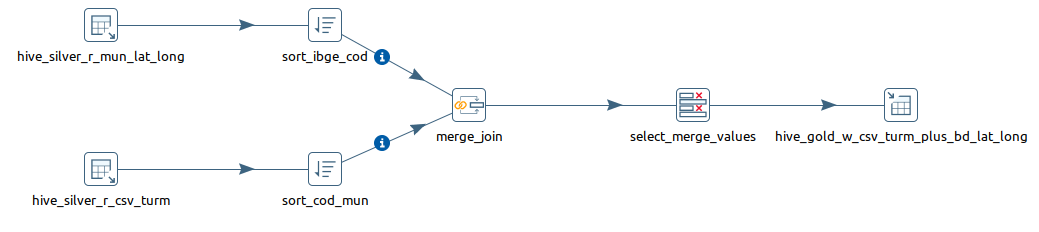 hive_silver_r_mun_lat_long
sort_ibge_cod
merge_join
select_merge_values
hive_gold_w_csv_turm_plus_bd_lat_long
hive_silver_r_csv_turm
sort_cod_mun